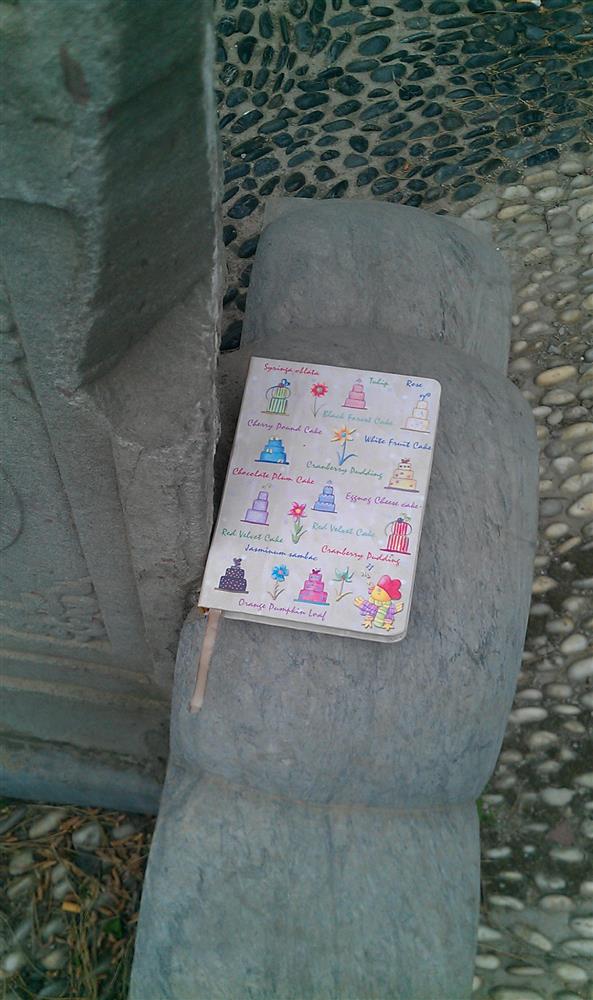 Syringa oblata
Tulip
Rose
Black Forest Cake
Cherry Pound Cake
White Fruit Cake
Cranberry Pudding
Chocolate Plum Cake
Eggnog Cheese cake
Red Velvet Cake
Red Velvet Cake
Jasminum sambac
Cranberry Pudding
Orange Pumpkin Loaf